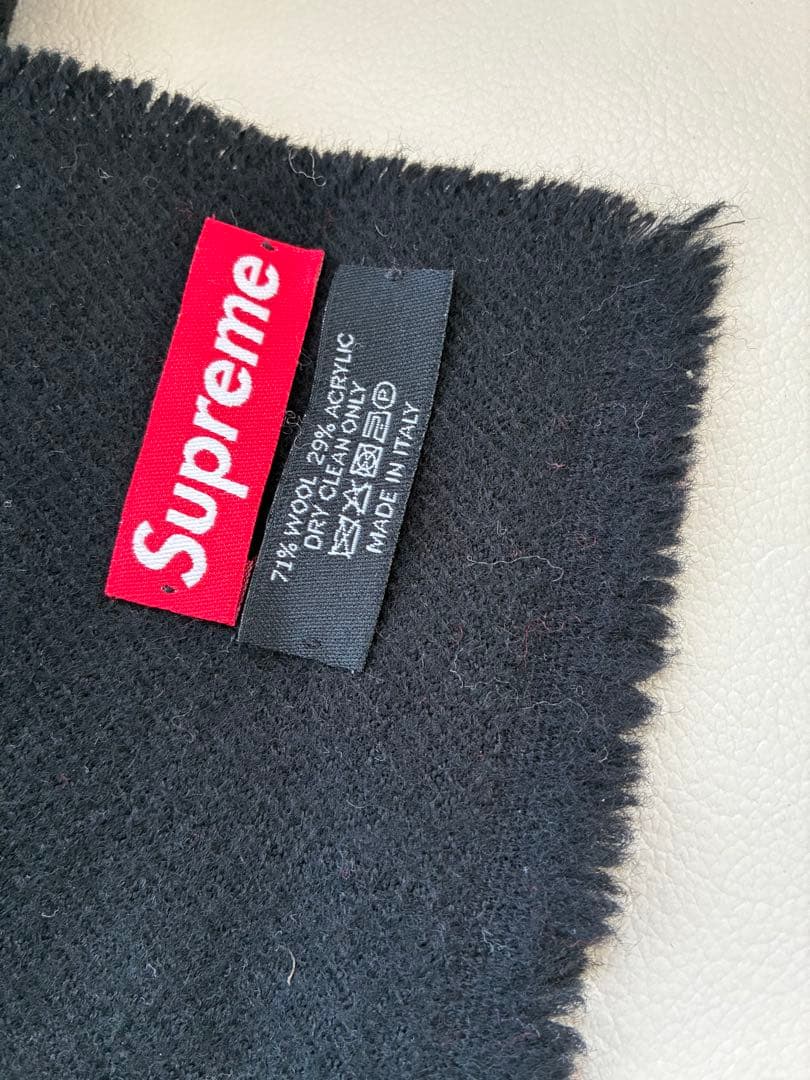 Supreme
71% WOOL 29% ACRYLIC
DRY CLEAN ONLY
P
MADE IN ITALY